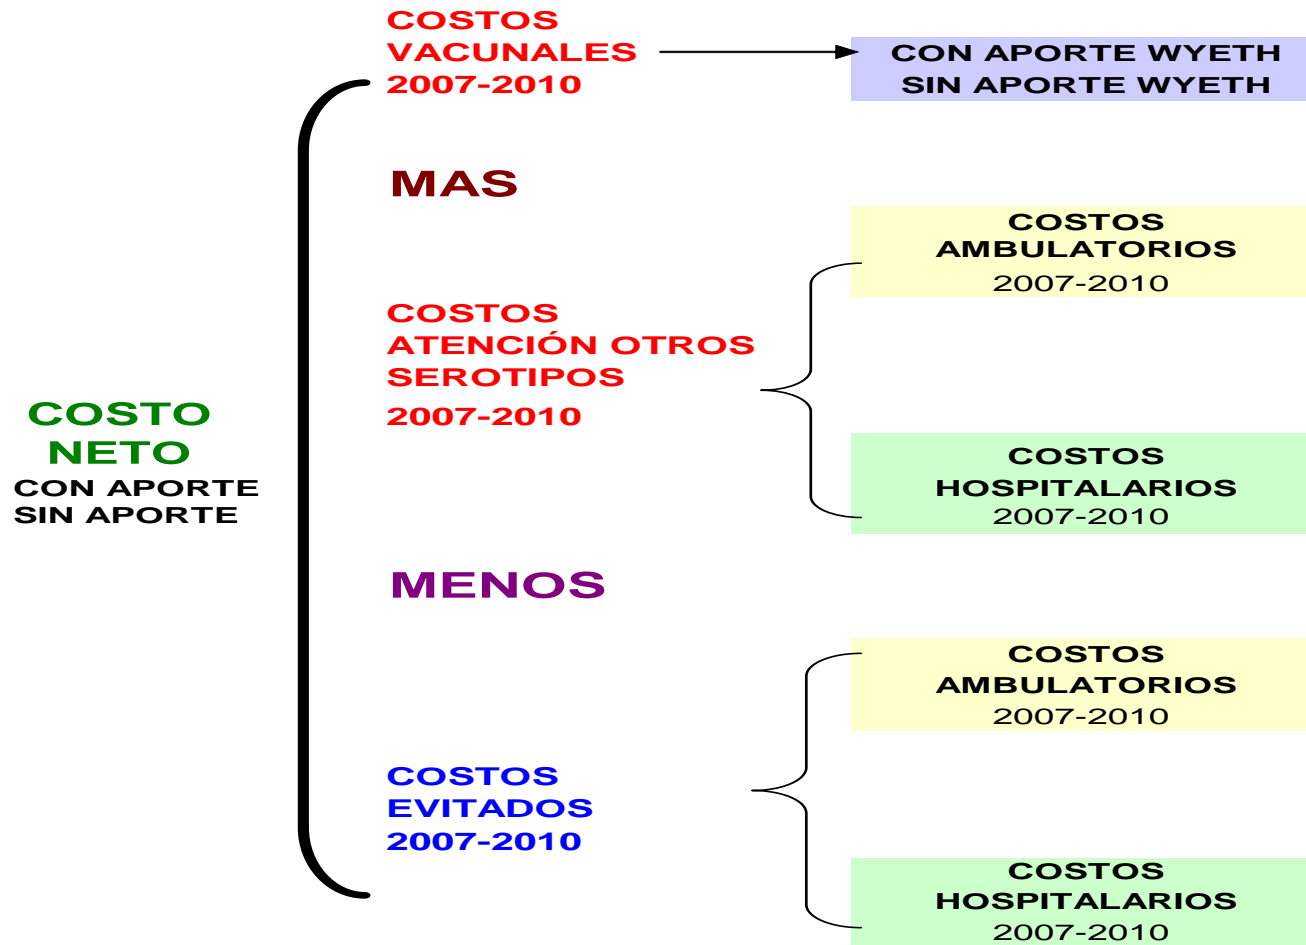 COSTO
NETO
CON APORTE
SIN APORTE
COSTOS
VACUNALES
2007-2010
CON APORTE WYETH
SIN APORTE WYETH
MAS
COSTOS
ATENCIÓN OTROS
SEROTIPOS
2007-2010
COSTOS
AMBULATORIOS
2007-2010
COSTOS
HOSPITALARIOS
2007-2010
MENOS
COSTOS
EVITADOS
2007-2010
COSTOS
AMBULATORIOS
2007-2010
COSTOS
HOSPITALARIOS
2007-2010